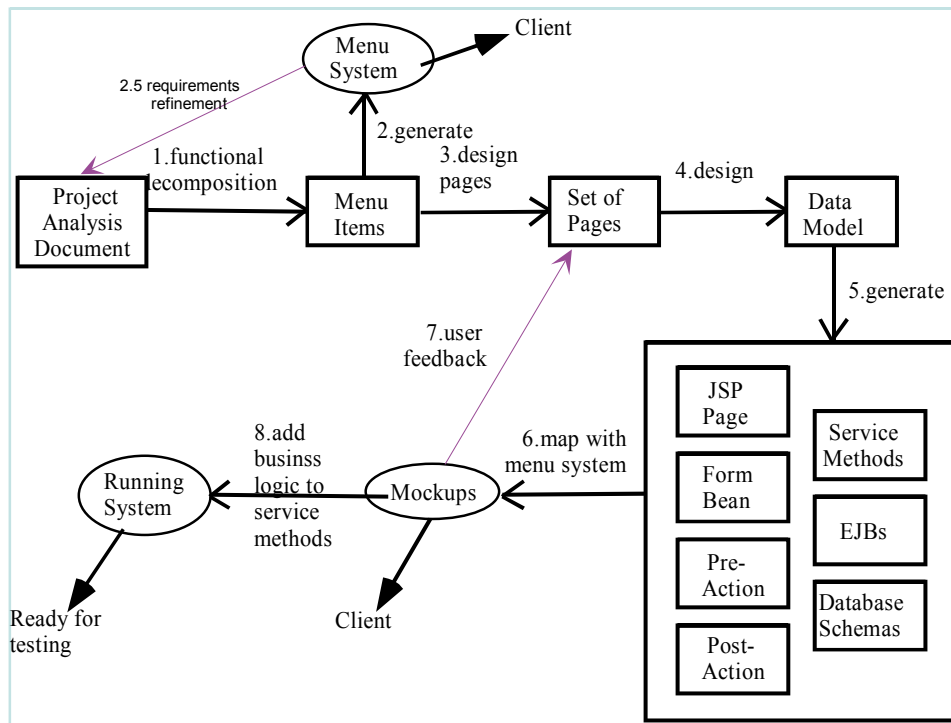 Menu
System
Client
2.5 requirements
refinement
2.generate
1.functional
decomposition
3.design
pages
4.design
Project
Analysis
Document
Menu
Items
Set of
Pages
Data
Model
5.generate
7.user
feedback
JSP
Page
Service
Methods
Form
Bean
EJBs
Pre-
Action
Database
Schemas
Post-
Action
6.map with
menu system
Mockups
8.add
businss
logic to
service
methods
Running
System
Ready for
testing
Client